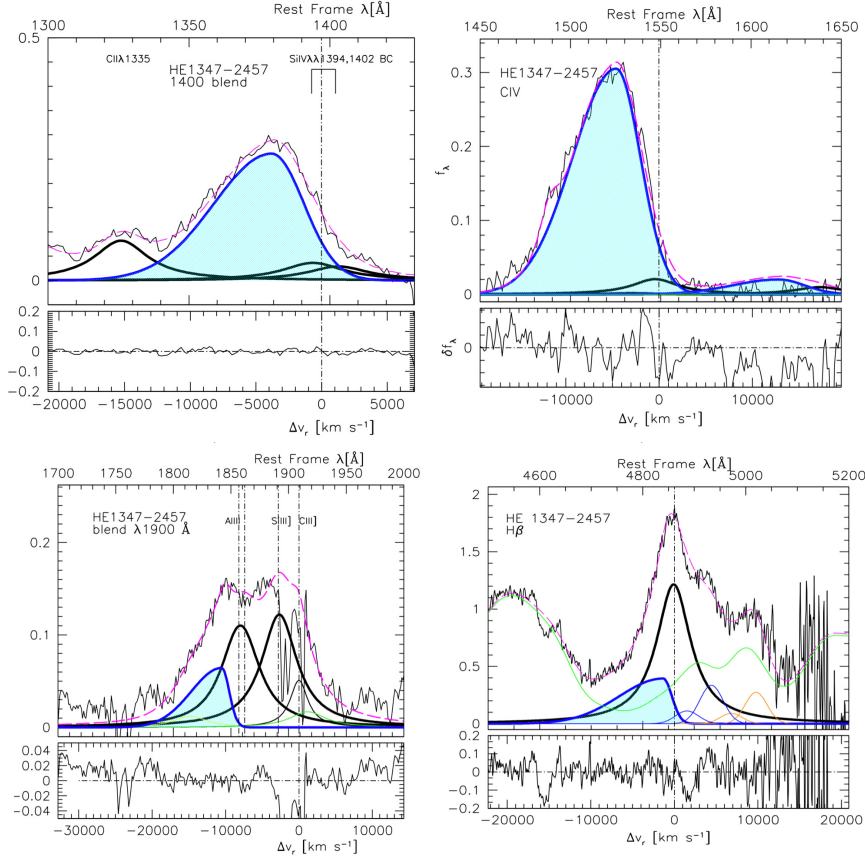 Rest Frame λ[Å]
1300 1350 1400
0.5
0
CIIλ1335
SiIVλλ1394,1402 BC
HE1347−2457
1400 blend
0.2
0.1
0
−0.1
−0.2
−20000 −15000 −10000 −5000 0 5000
Δvr [km s−1]
Rest Frame λ[Å]
1450 1500 1550 1600 1650
0.3
0.2
0.1
0
fλ
HE1347−2457
CIV
0
δfλ
−10000 0 10000
Δvr [km s−1]
Rest Frame λ[Å]
1700 1750 1800 1850 1900 1950 2000
0.2
0.1
0
HE1347−2457
blend λ1900 Å
AlIII
SiIII]
CIII]
0.04
0.02
0
−0.02
−0.04
−30000 −20000 −10000 0 10000
Δvr [km s−1]
Rest Frame λ[Å]
4600 4800 5000 5200
2
1.5
1
0.5
0
HE 1347−2457
Hβ
0.2
0.1
0
−0.1
−0.2
−20000 −10000 0 10000 20000
Δvr [km s−1]